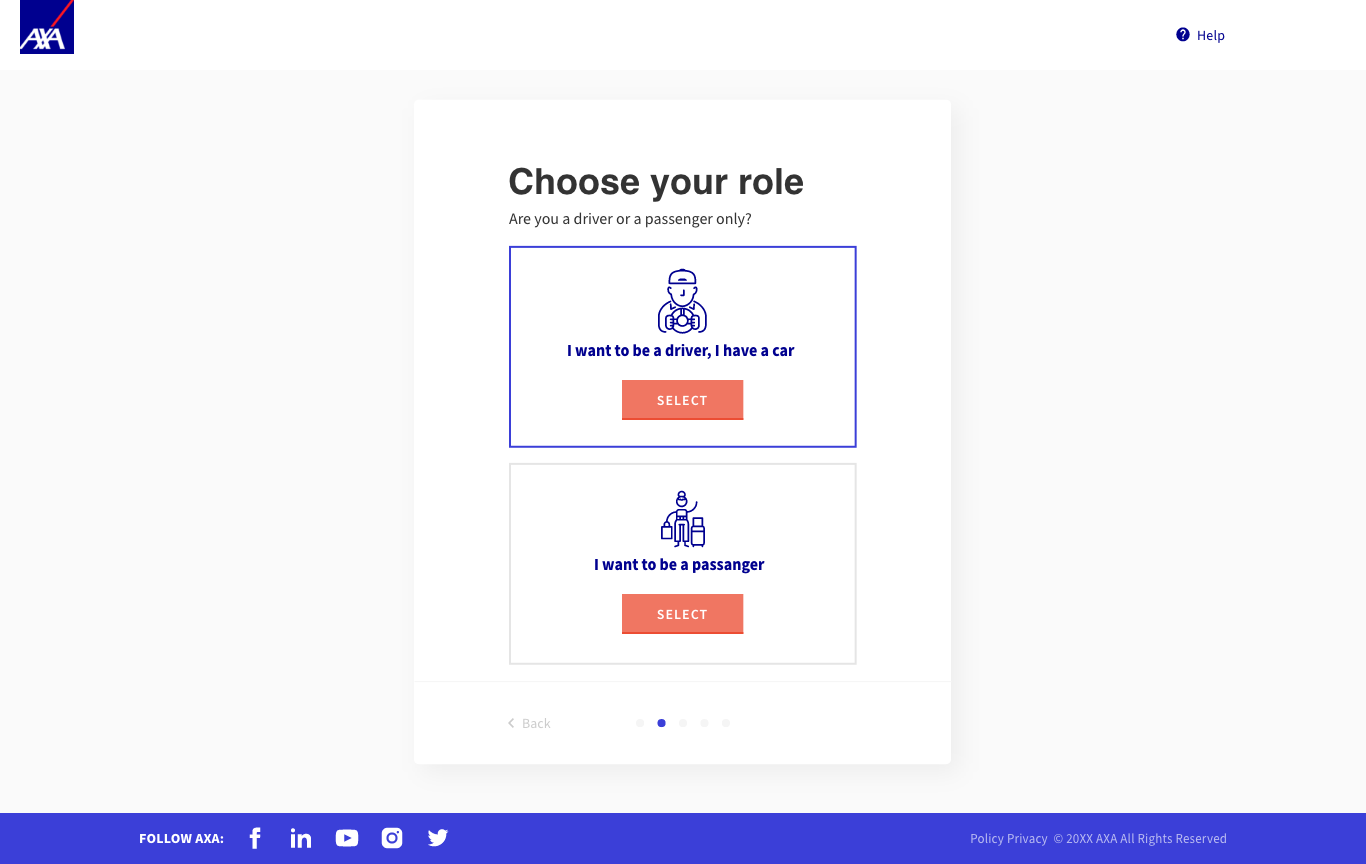 AXA
Help
Choose your role
Are you a driver or a passenger only?
I want to be a driver, I have a car
SELECT
I want to be a passanger
SELECT
Back
FOLLOW AXA:
Policy Privacy © 20XX AXA All Rights Reserved